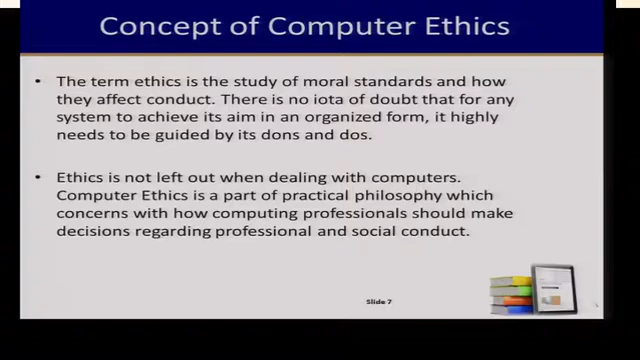 Concept of Computer Ethics
• The term ethics is the study of moral standards and how
they affect conduct. There is no iota of doubt that for any
system to achieve its aim in an organized form, it highly
needs to be guided by its dons and dos.
• Ethics is not left out when dealing with computers.
Computer Ethics is a part of practical philosophy which
concerns with how computing professionals should make
decisions regarding professional and social conduct.
Slide 7